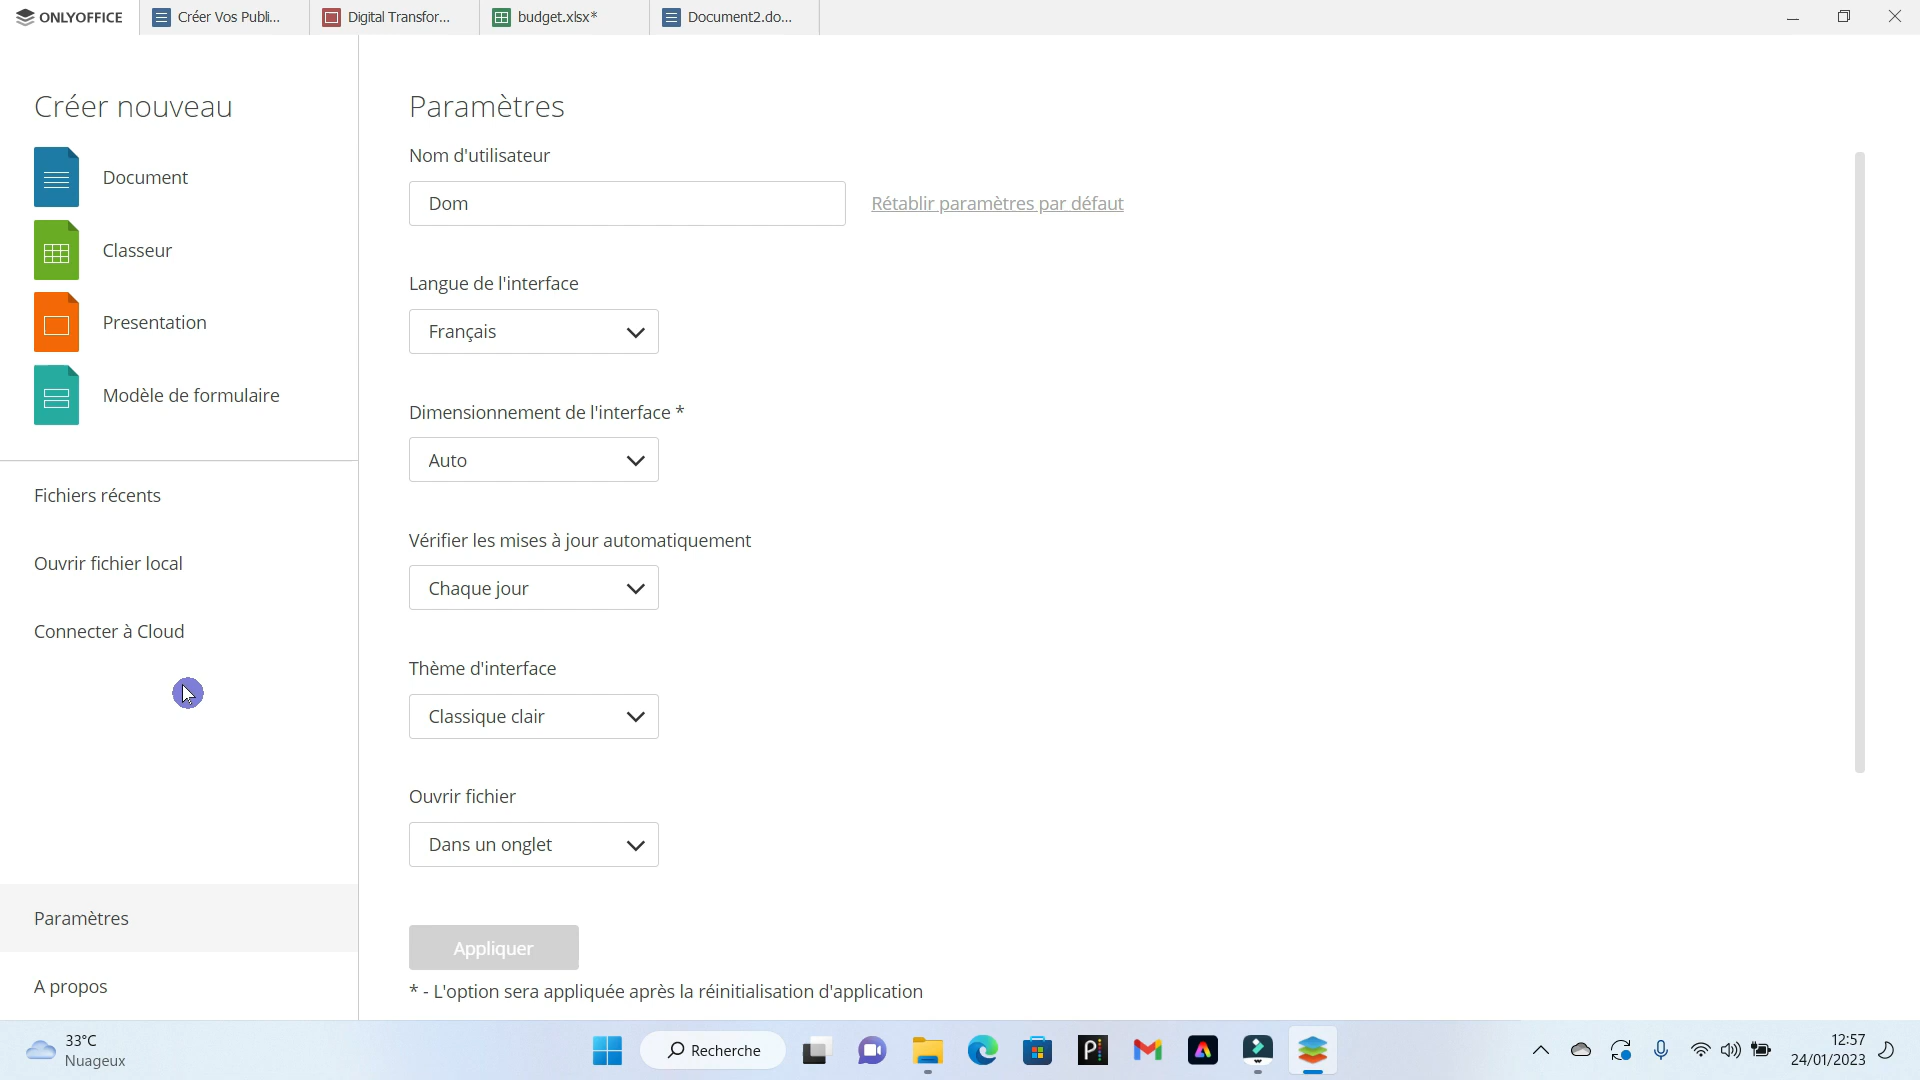 ONLYOFFICE
Créer Vos Publi...
Digital Transfor...
budget.xlsx*
Document2.do...
Créer nouveau
Document
Classeur
Presentation
Modèle de formulaire
Fichiers récents
Ouvrir fichier local
Connecter à Cloud
Paramètres
A propos
Paramètres
Nom d'utilisateur
Dom
Rétablir paramètres par défaut
Langue de l'interface
Français
Dimensionnement de l'interface *
Auto
Vérifier les mises à jour automatiquement
Chaque jour
Thème d'interface
Classique clair
Ouvrir fichier
Dans un onglet
Appliquer
* - L'option sera appliquée après la réinitialisation d'application
33°C
Nuageux
Recherche
12:57
24/01/2023